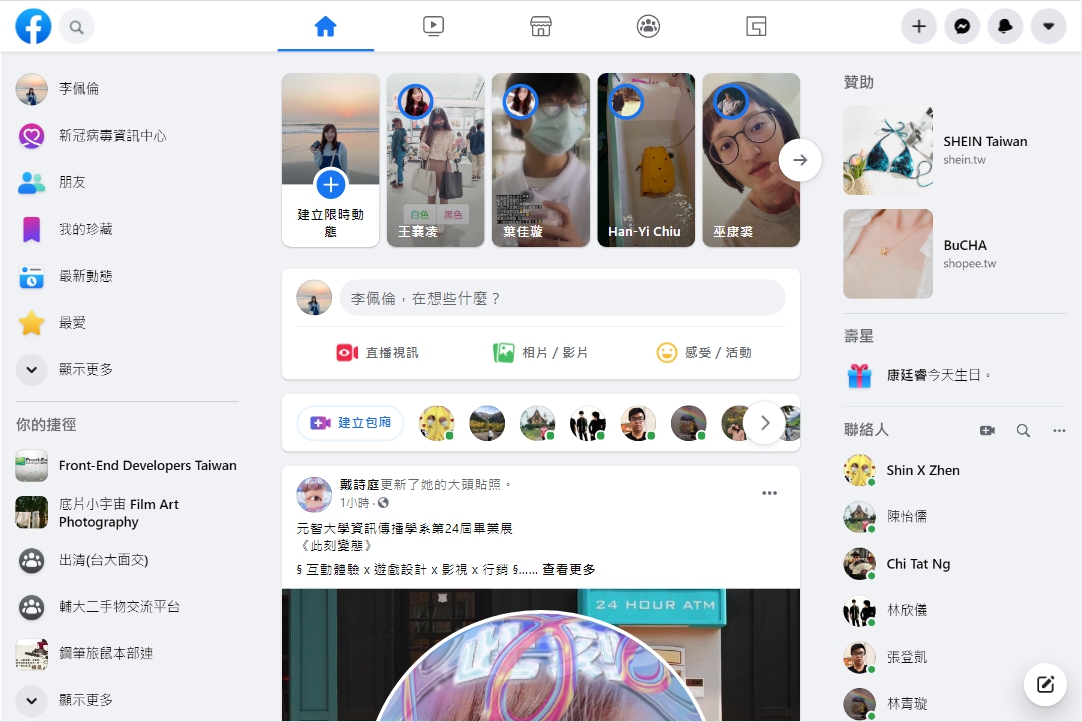 李佩倫
新冠病毒資訊中心
朋友
我的珍藏
最新動態
最愛
顯示更多
你的捷徑
Front-End Developers Taiwan
底片小宇宙 Film Art
Photography
出清(台大面交)
輔大二手物交流平台
鋼筆旅鼠本部連
顯示更多
建立限時動
態
白色
黑色
王襄凌
葉佳璇
Han-Yi Chiu
巫康裘
李佩倫，在想些什麼？
直播視訊
相片 / 影片
感受 / 活動
建立包廂
戴詩庭更新了她的大頭貼照。
1小時 ·
元智大學資訊傳播學系第24屆畢業展
《此刻變態》
§ 互動體驗 x 遊戲設計 x 影視 x 行銷 §...... 查看更多
24 HOUR ATM
贊助
SHEIN Taiwan
shein.tw
BuCHA
shopee.tw
壽星
康廷睿今天生日。
聯絡人
Shin X Zhen
陳怡儒
Chi Tat Ng
林欣儀
張登凱
林青璇